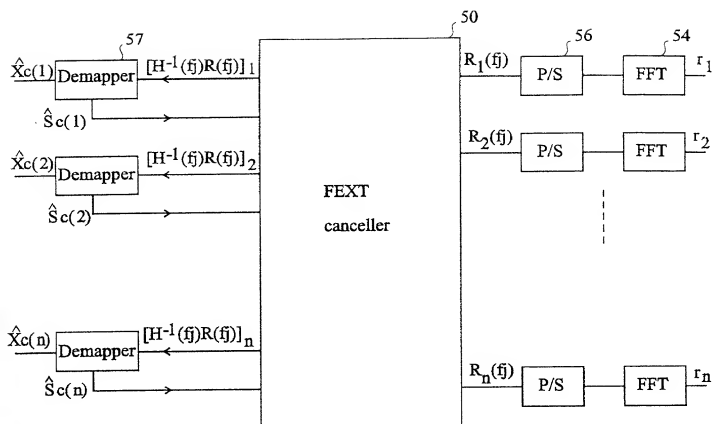 50
57
56
54
X̂c(1)
Demapper
[H⁻¹(fj)R(fj)]₁
R₁(fj)
P/S
FFT
r₁
Ŝc(1)
X̂c(2)
Demapper
[H⁻¹(fj)R(fj)]₂
R₂(fj)
P/S
FFT
r₂
Ŝc(2)
FEXT
canceller
X̂c(n)
Demapper
[H⁻¹(fj)R(fj)]ₙ
Rₙ(fj)
P/S
FFT
rₙ
Ŝc(n)